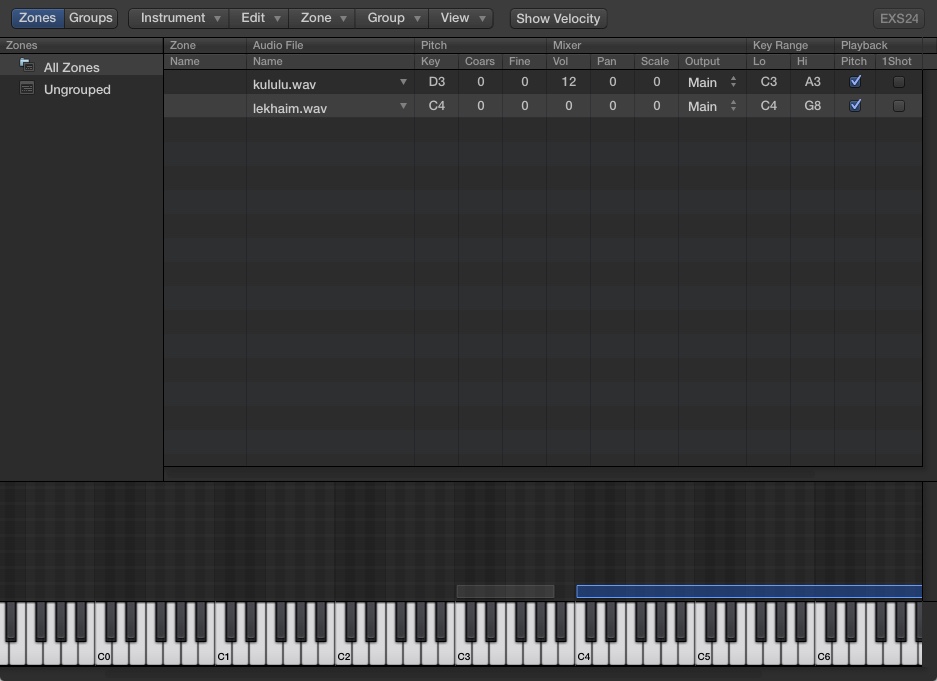 Zones Groups Instrument Edit Zone Group View Show Velocity EXS24
Zones Zone Audio File Pitch Mixer Key Range Playback
Name Name Key Coars Fine Vol Pan Scale Output Lo Hi Pitch 1Shot
All Zones
kululu.wav D3 0 0 12 0 0 Main C3 A3
Ungrouped
lekhaim.wav C4 0 0 0 0 0 Main C4 G8
C0 C1 C2 C3 C4 C5 C6